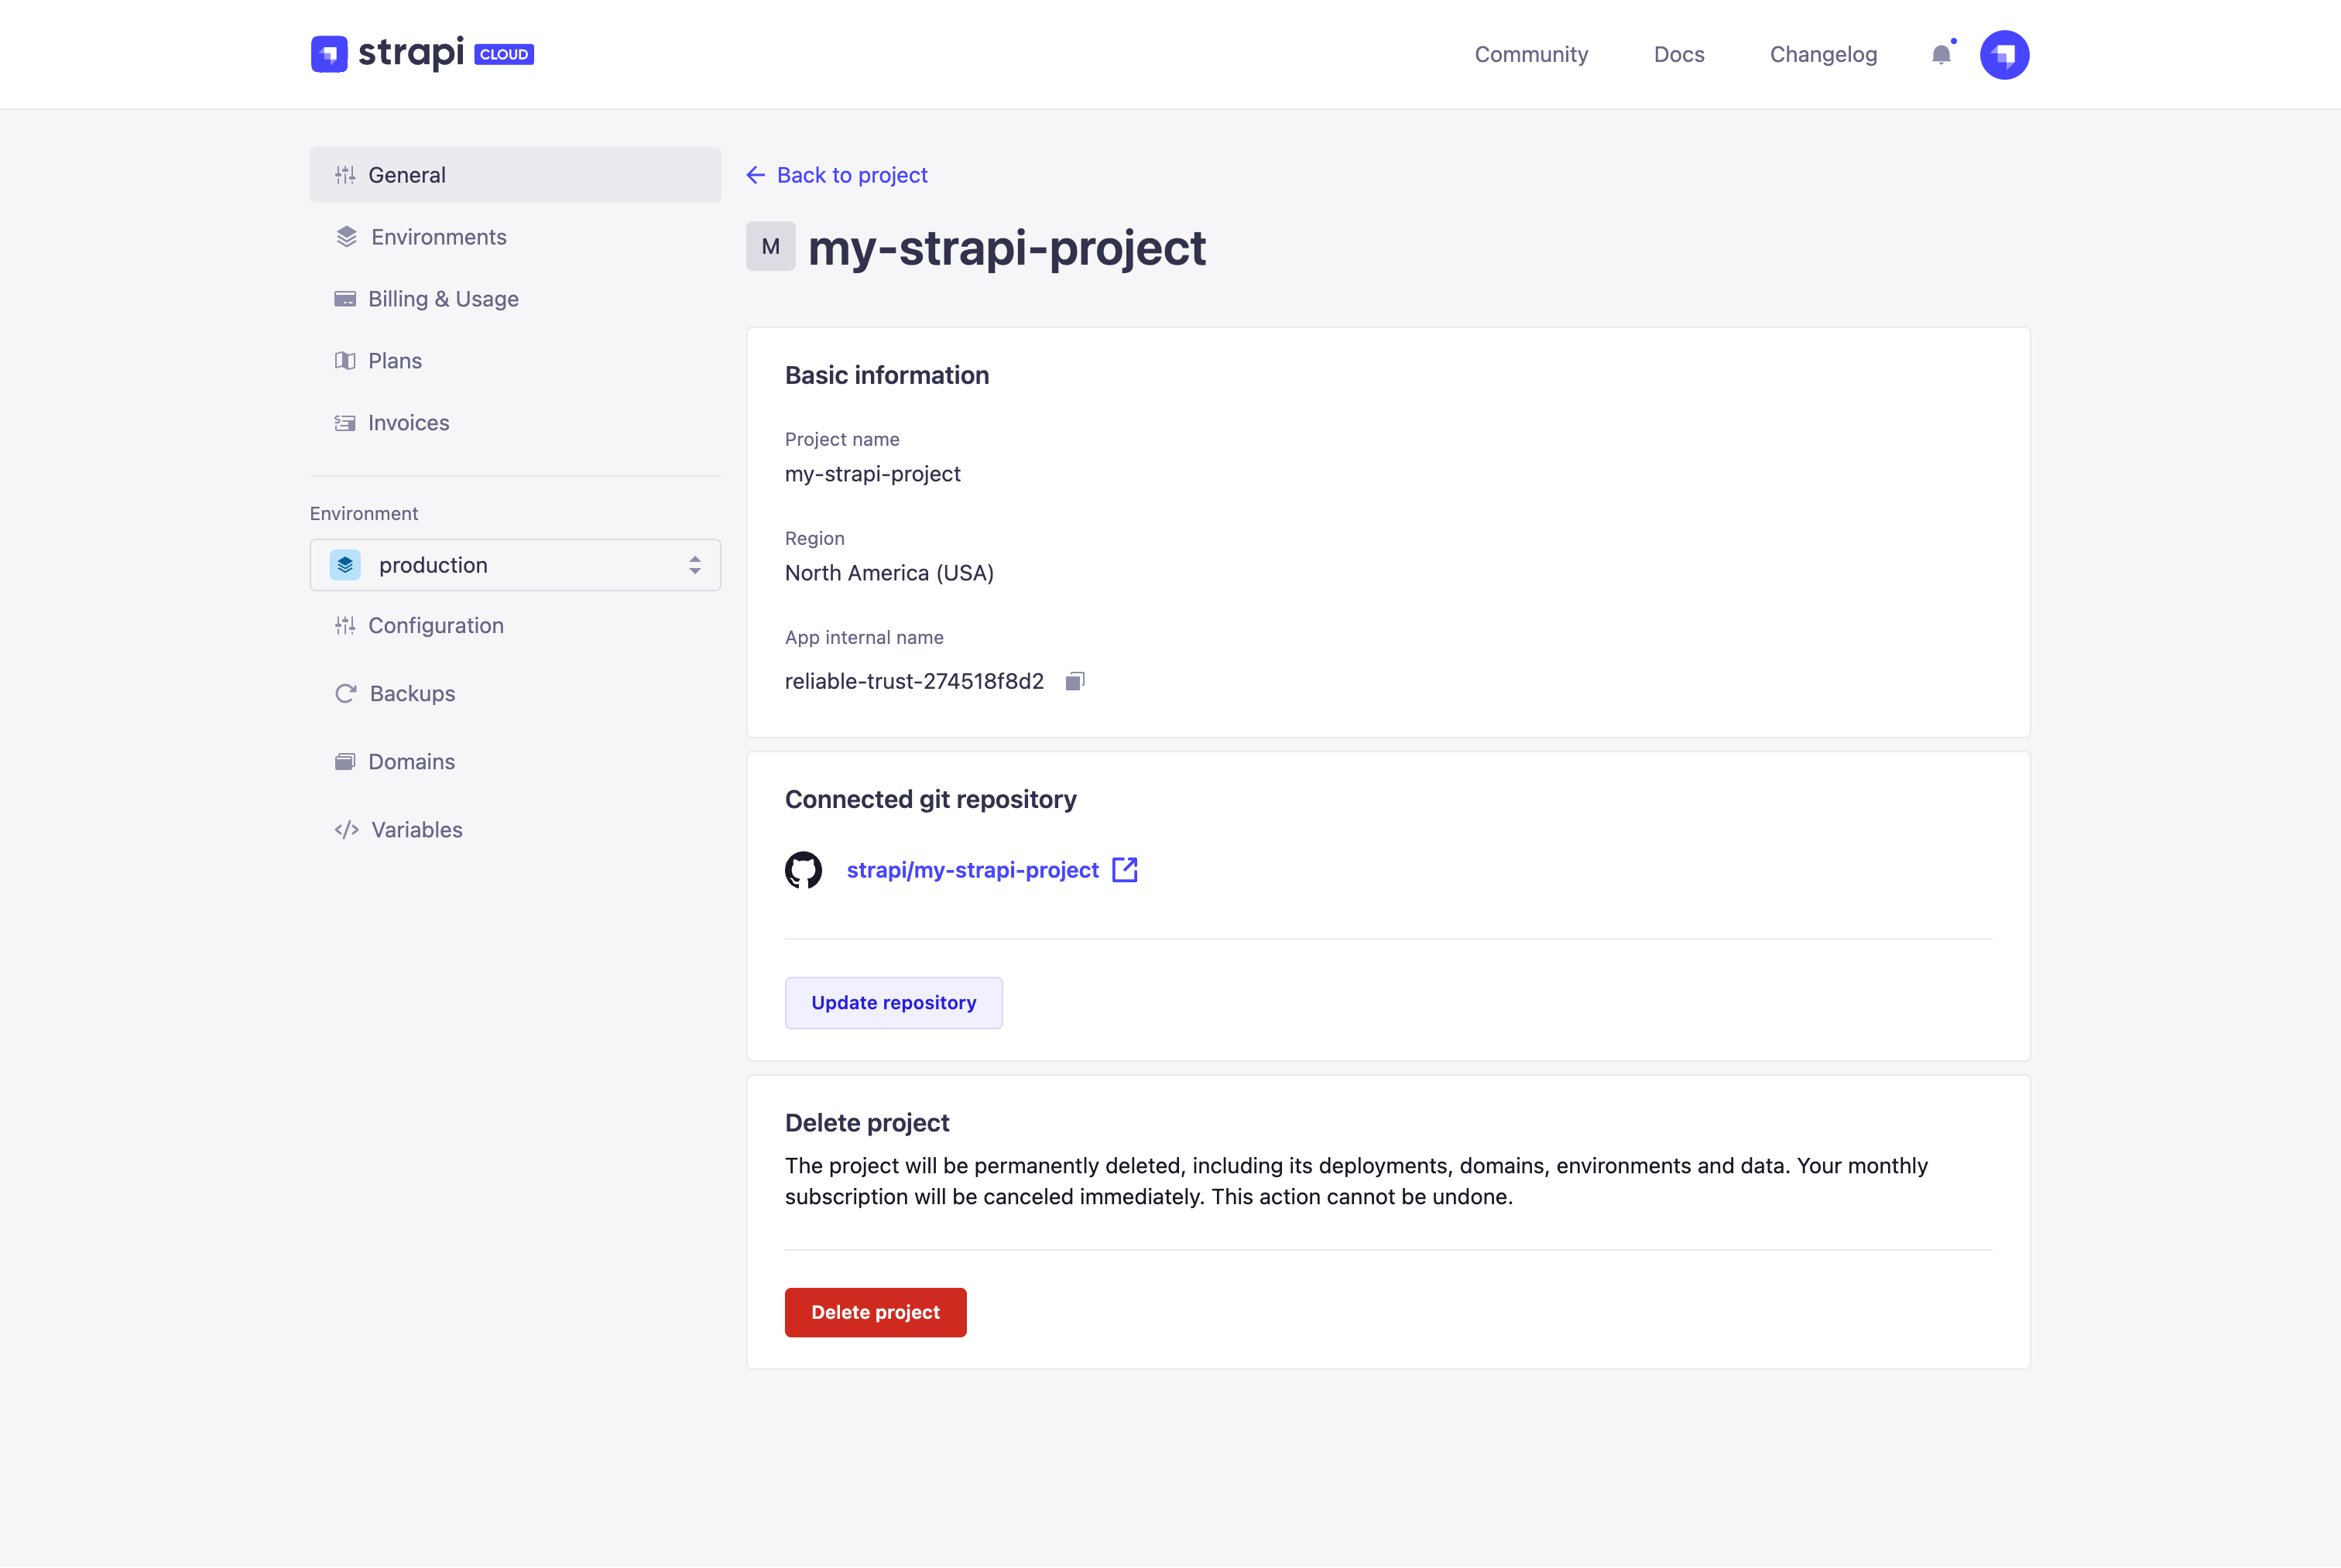 strapi CLOUD
Community
Docs
Changelog
General
Environments
Billing & Usage
Plans
Invoices
Environment
production
Configuration
Backups
Domains
Variables
Back to project
M my-strapi-project
Basic information
Project name
my-strapi-project
Region
North America (USA)
App internal name
reliable-trust-274518f8d2
Connected git repository
strapi/my-strapi-project
Update repository
Delete project
The project will be permanently deleted, including its deployments, domains, environments and data. Your monthly
subscription will be canceled immediately. This action cannot be undone.
Delete project